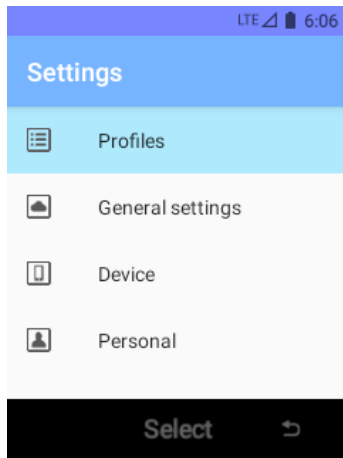 LTE 6:06
Settings
Profiles
General settings
Device
Personal
Select